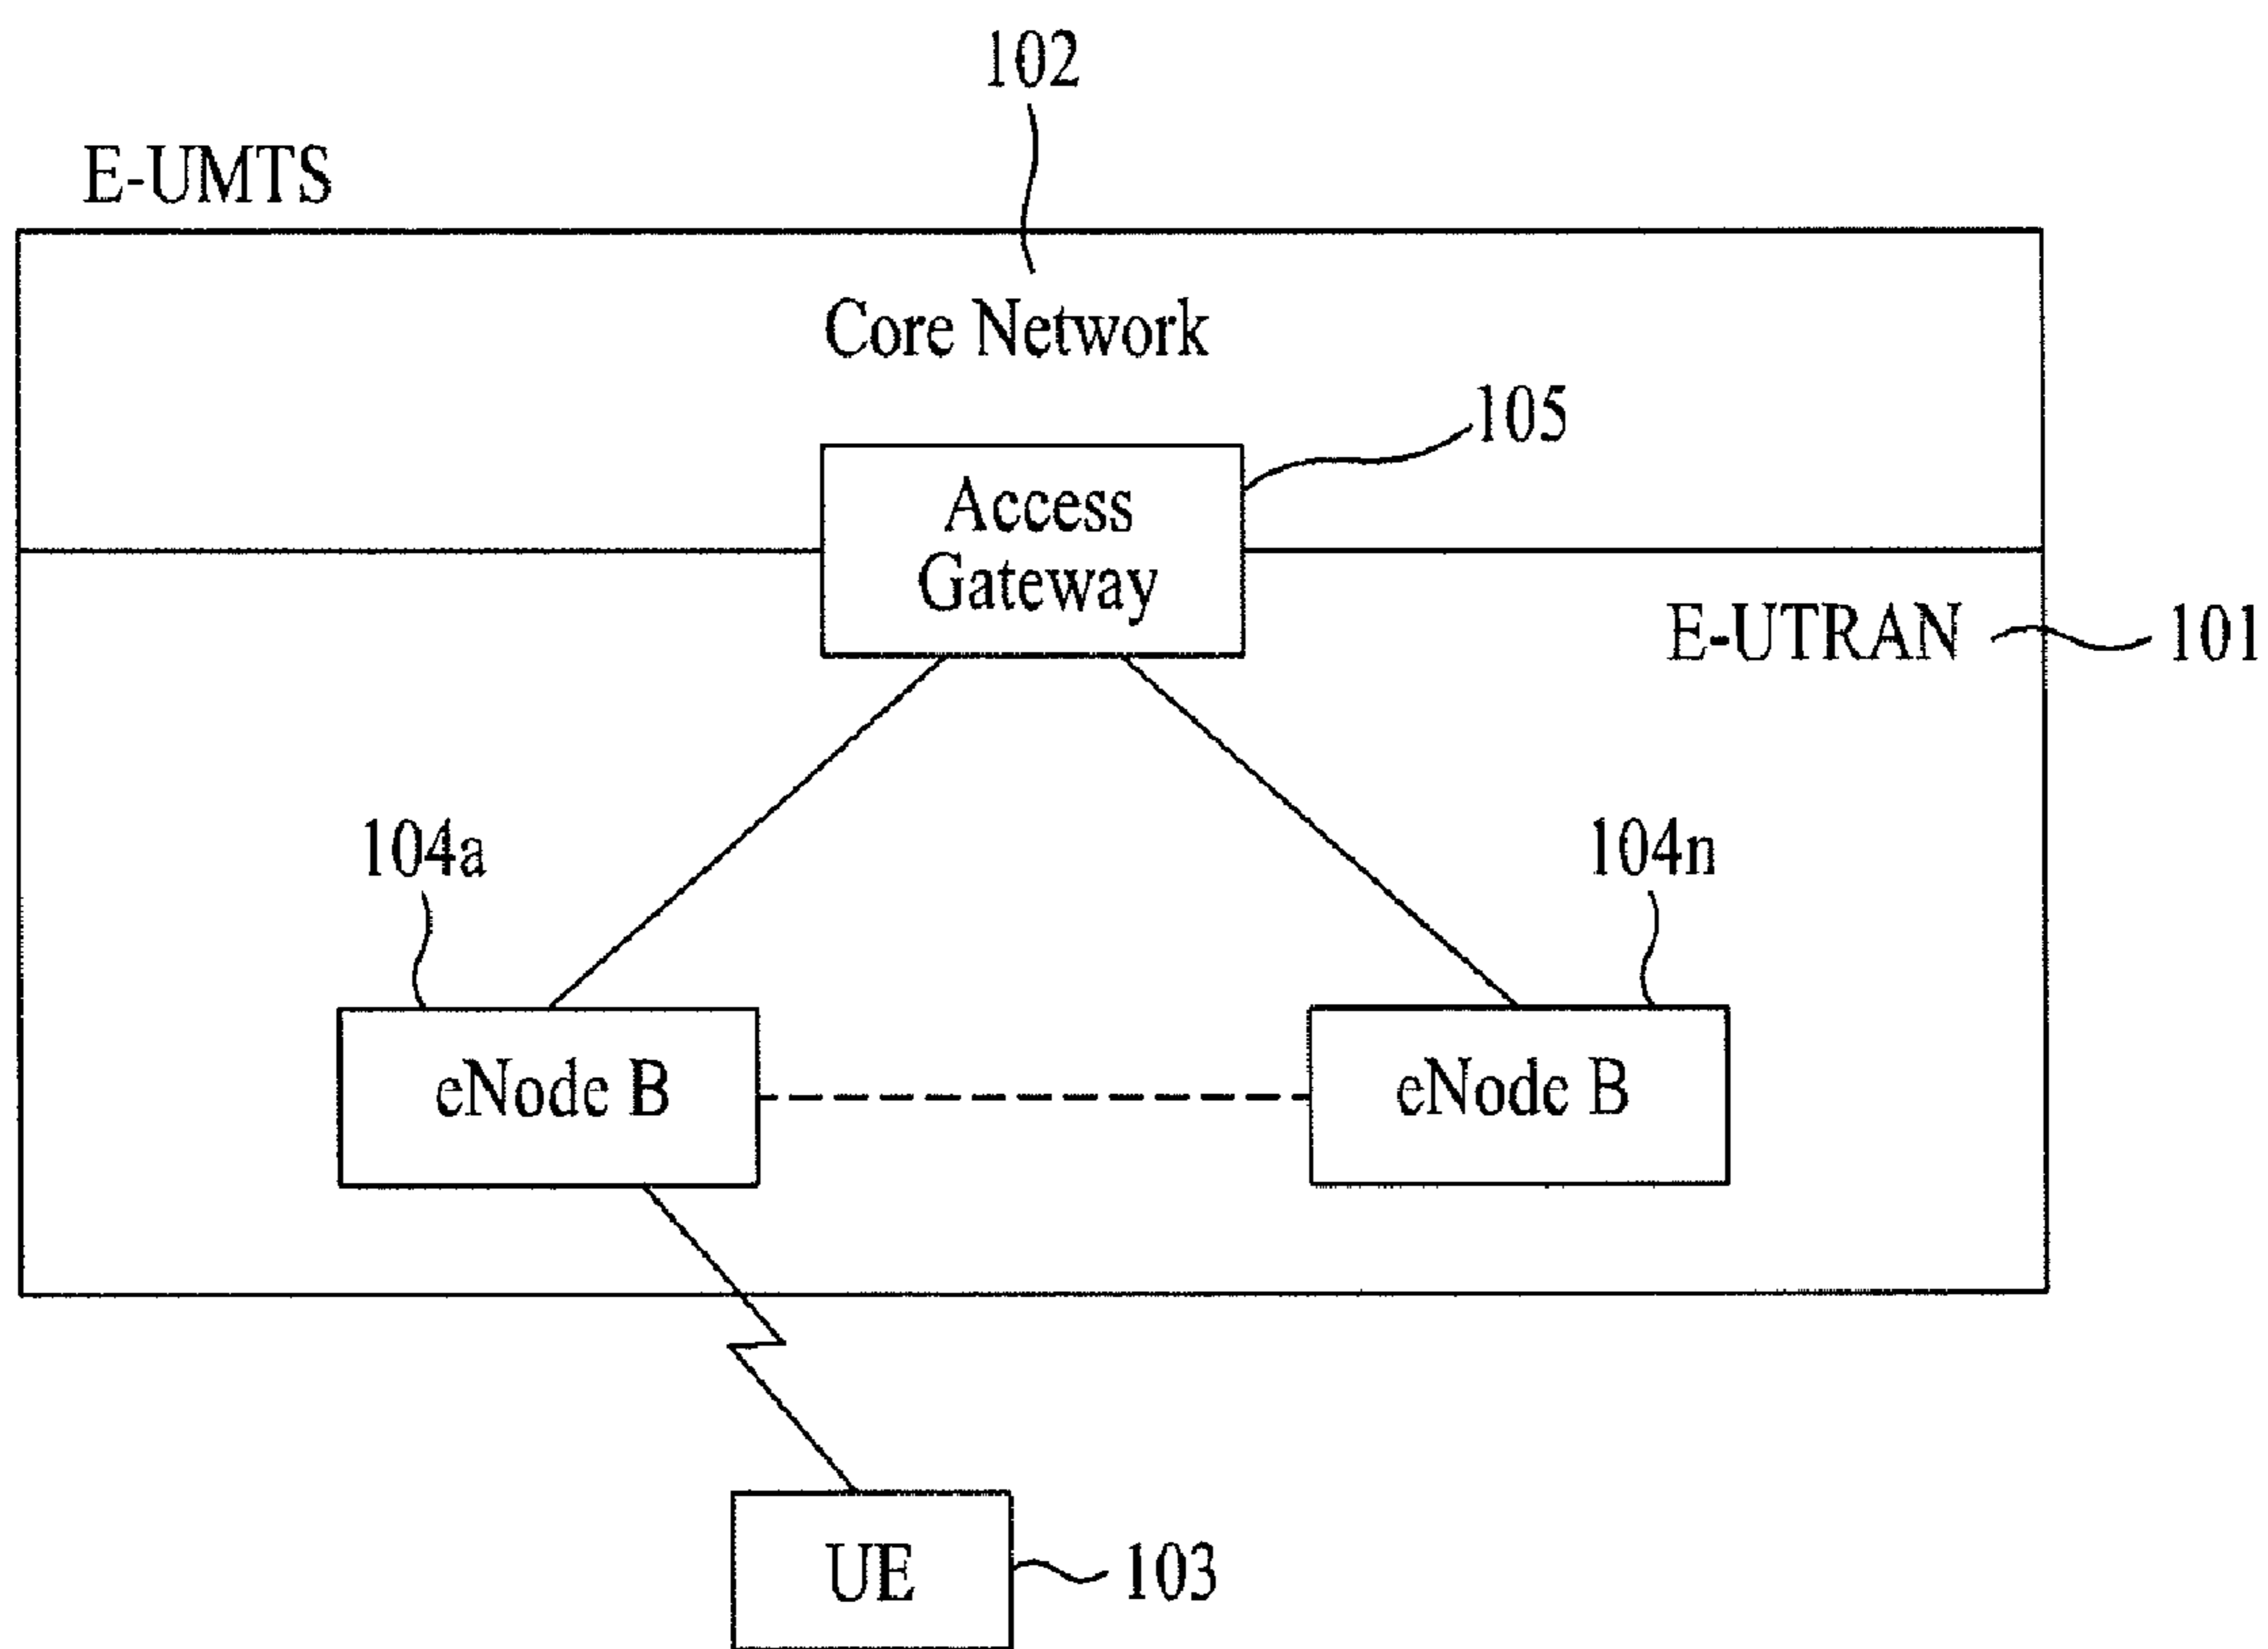 102
E-UMTS
Core Network
105
Access
Gateway
E-UTRAN
101
104a
104n
eNode B
eNode B
UE
103